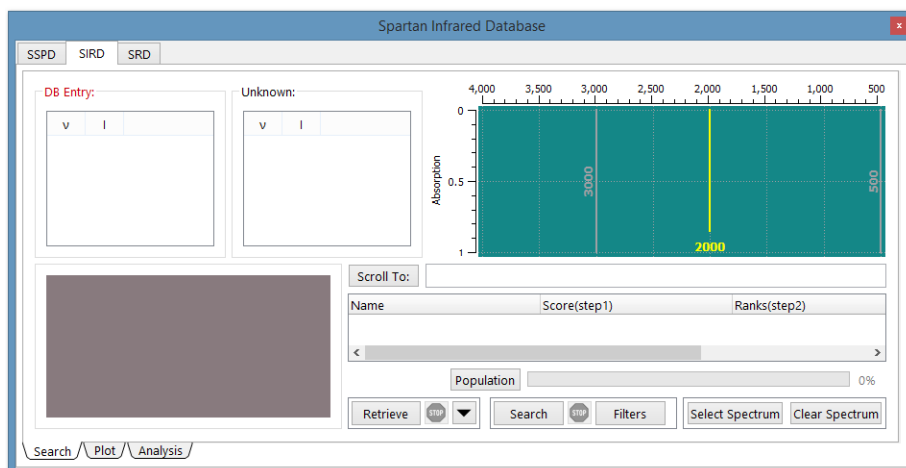 Spartan Infrared Database
x
SSPD SIRD SRD
DB Entry: Unknown:
ν I
ν I
4,000 3,500 3,000 2,500 2,000 1,500 1,000 500
Absorption
0
0.5
1
3000
2000
500
Scroll To:
Name Score(step1) Ranks(step2)
Population 0%
Retrieve STOP Search STOP Filters Select Spectrum Clear Spectrum
Search Plot Analysis